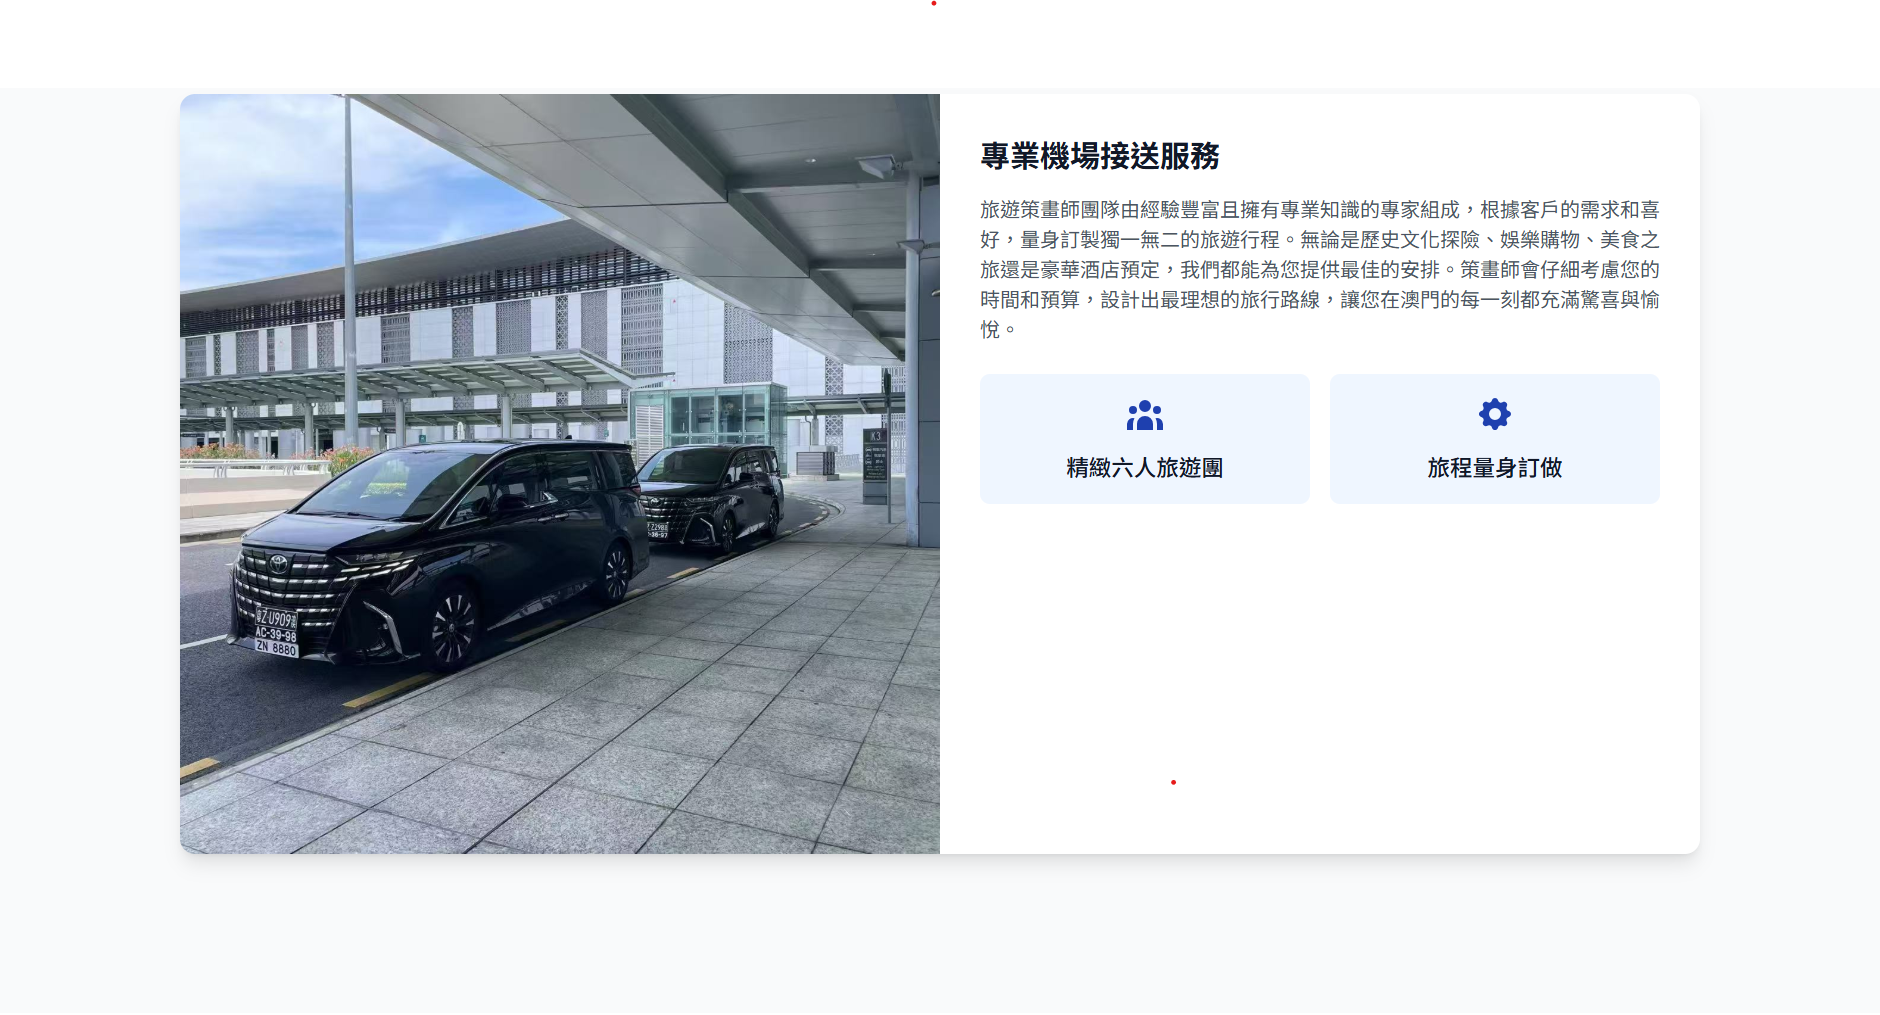 專業機場接送服務
旅遊策畫師團隊由經驗豐富且擁有專業知識的專家組成，根據客戶的需求和喜
好，量身訂製獨一無二的旅遊行程。無論是歷史文化探險、娛樂購物、美食之
旅還是豪華酒店預定，我們都能為您提供最佳的安排。策畫師會仔細考慮您的
時間和預算，設計出最理想的旅行路線，讓您在澳門的每一刻都充滿驚喜與愉
悅。
精緻六人旅遊團
旅程量身訂做
K3
Z·U909
AC-39-98
ZN 8880